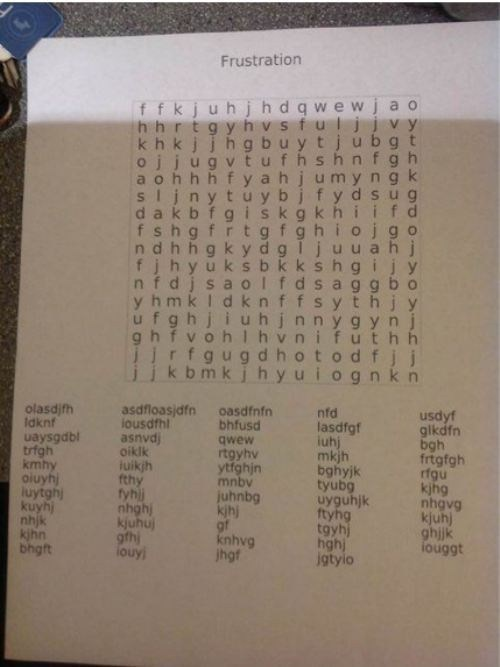 Frustration
f f k j u h j h d q w e w j a o
h h r t g y h v s f u l j j v y
k h k j j h g b u y t j u b g t
o j j u g v t u f h s h n f g h
a o h h h f y a h j u m y n g k
s l j n y t u y b j f y d s u g
d a k b f g i s k g k h i i f d
f s h g f r t g f g h i o j g o
n d h h g k y d g l j u u a h j
f j h y u k s b k k s h g i j y
n f d j s a o l f d s a g g b o
y h m k l d k n f f s y t h j y
u f g h j i u h j n n y g y n j
g h f v o h l h v n i f u t h h
j j r f g u g d h o t o d f j j
j j k b m k j h y u i o g n k n
olasdjfh asdfloasjdfn oasdfnfn nfd usdyf
ldknf iousdfhl bhfusd lasdfgf glkdfn
uaysgdbl asnvdj qwew iuhj bgh
trfgh oiklk rtgyhv mkjh frtgfgh
kmhy iuikjh ytfghjn bghyjk rfgu
oiuyhj fthy mnbv tyubg kjhg
iuytghj fyhjj juhnbg uyguhjk nhgvg
kuyhj nhghj kjhj ftyhg kjuhj
nhjk kjuhuj gf tgyhj ghjjk
kjhn gfhj knhvg hghj iouggt
bhgft iouyj jhgf jgtyio